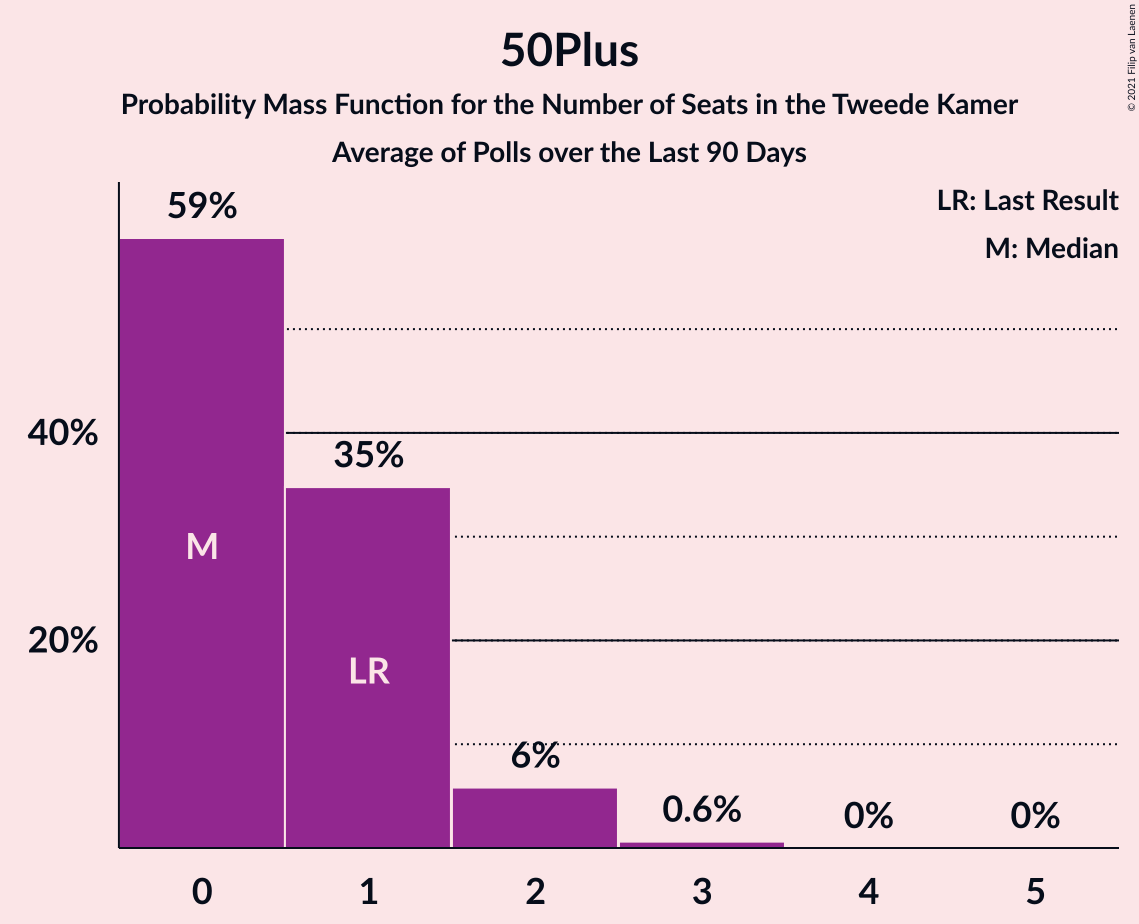 50Plus
Probability Mass Function for the Number of Seats in the Tweede Kamer
Average of Polls over the Last 90 Days
© 2021 Filip van Laenen
LR: Last Result
M: Median
59%
40%
35%
M
20%
LR
6%
0.6%
0%
0%
0 1 2 3 4 5